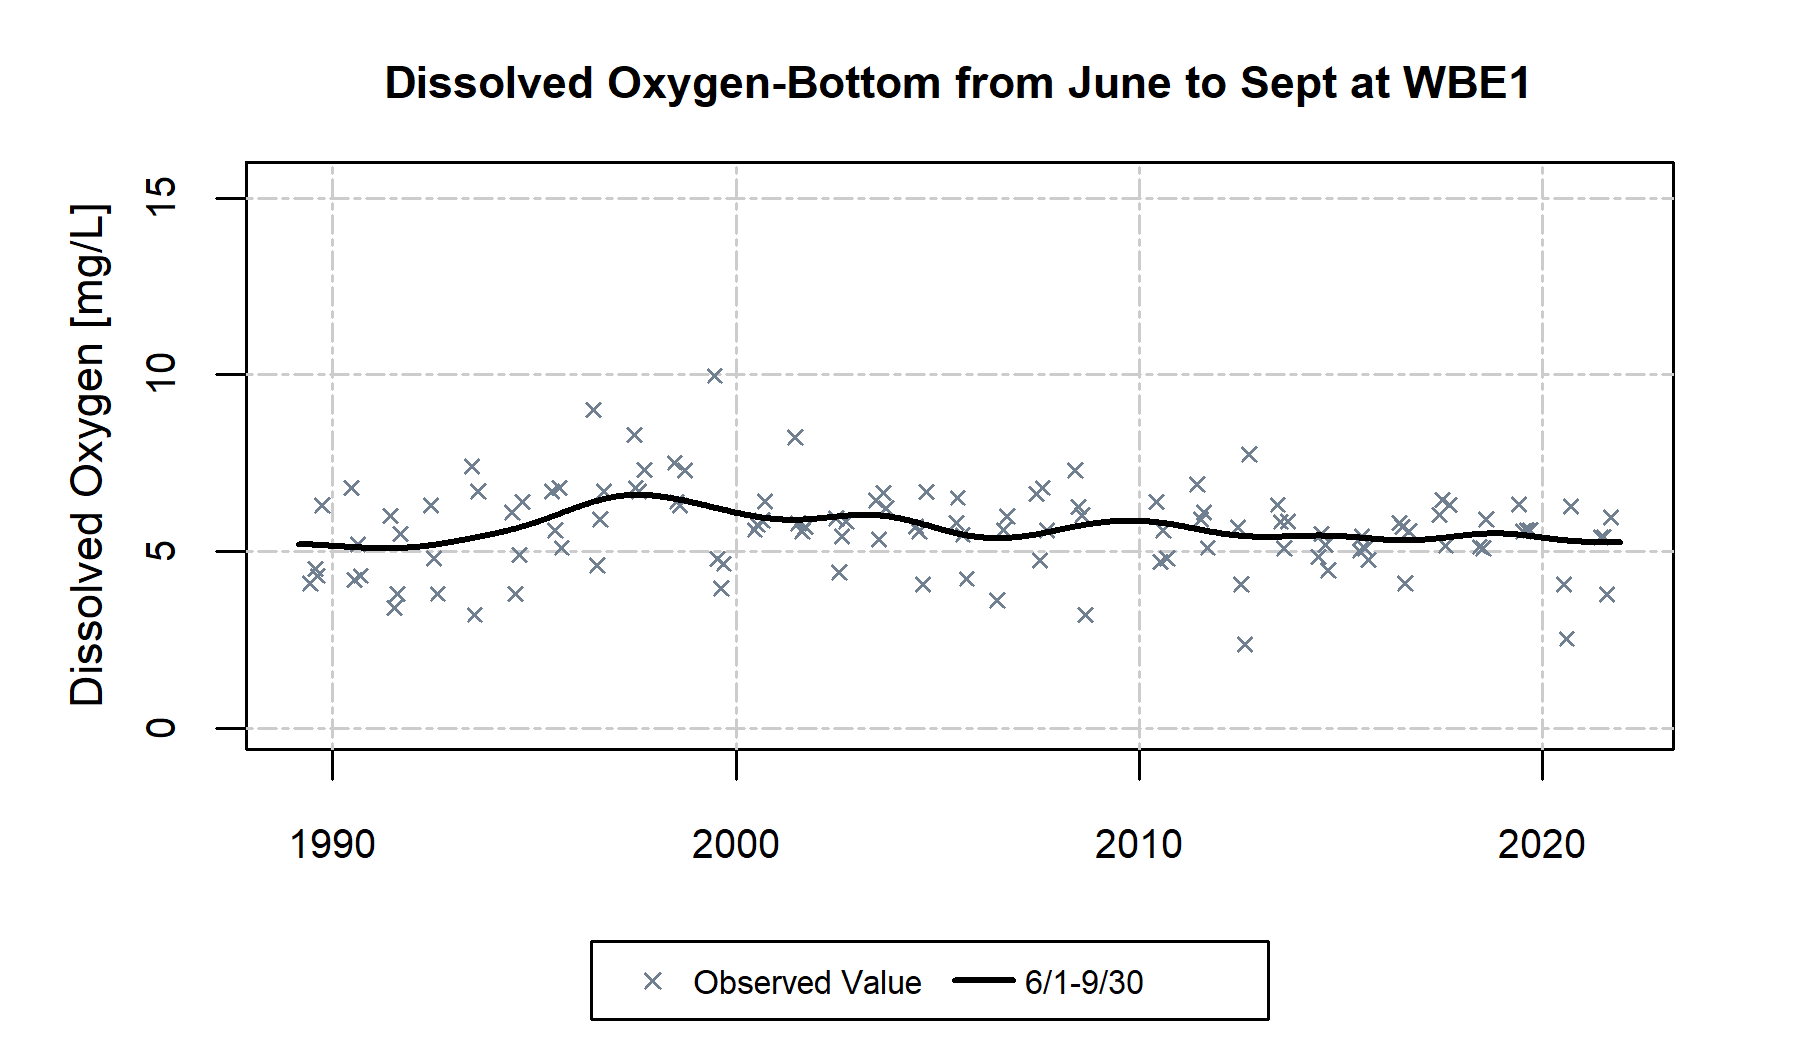 Dissolved Oxygen-Bottom from June to Sept at WBE1
Dissolved Oxygen [mg/L]
15
10
5
0
1990 2000 2010 2020
Observed Value 6/1-9/30